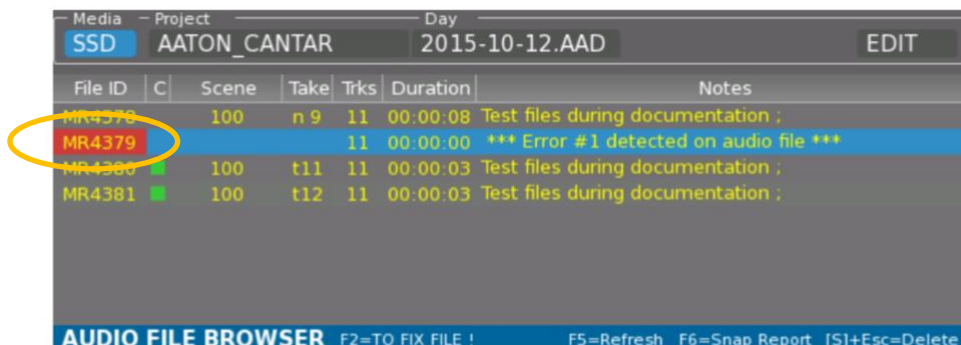 Media Project Day
SSD AATON_CANTAR 2015-10-12.AAD EDIT
File ID C Scene Take Trks Duration Notes
MR4378 100 n 9 11 00:00:08 Test files during documentation ;
MR4379 11 00:00:00 *** Error #1 detected on audio file ***
MR4380 100 t11 11 00:00:03 Test files during documentation ;
MR4381 100 t12 11 00:00:03 Test files during documentation ;
AUDIO FILE BROWSER F2=TO FIX FILE ! F5=Refresh F6=Snap Report [S]+Esc=Delete